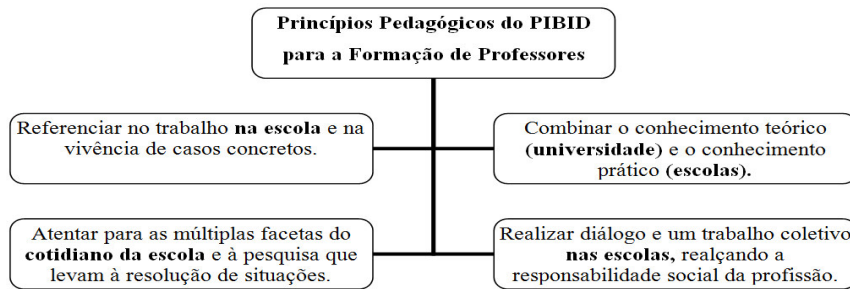 Princípios Pedagógicos do PIBID
para a Formação de Professores
Referenciar no trabalho na escola e na
vivência de casos concretos.
Combinar o conhecimento teórico
(universidade) e o conhecimento
prático (escolas).
Atentar para as múltiplas facetas do
cotidiano da escola e à pesquisa que
levam à resolução de situações.
Realizar diálogo e um trabalho coletivo
nas escolas, realçando a
responsabilidade social da profissão.